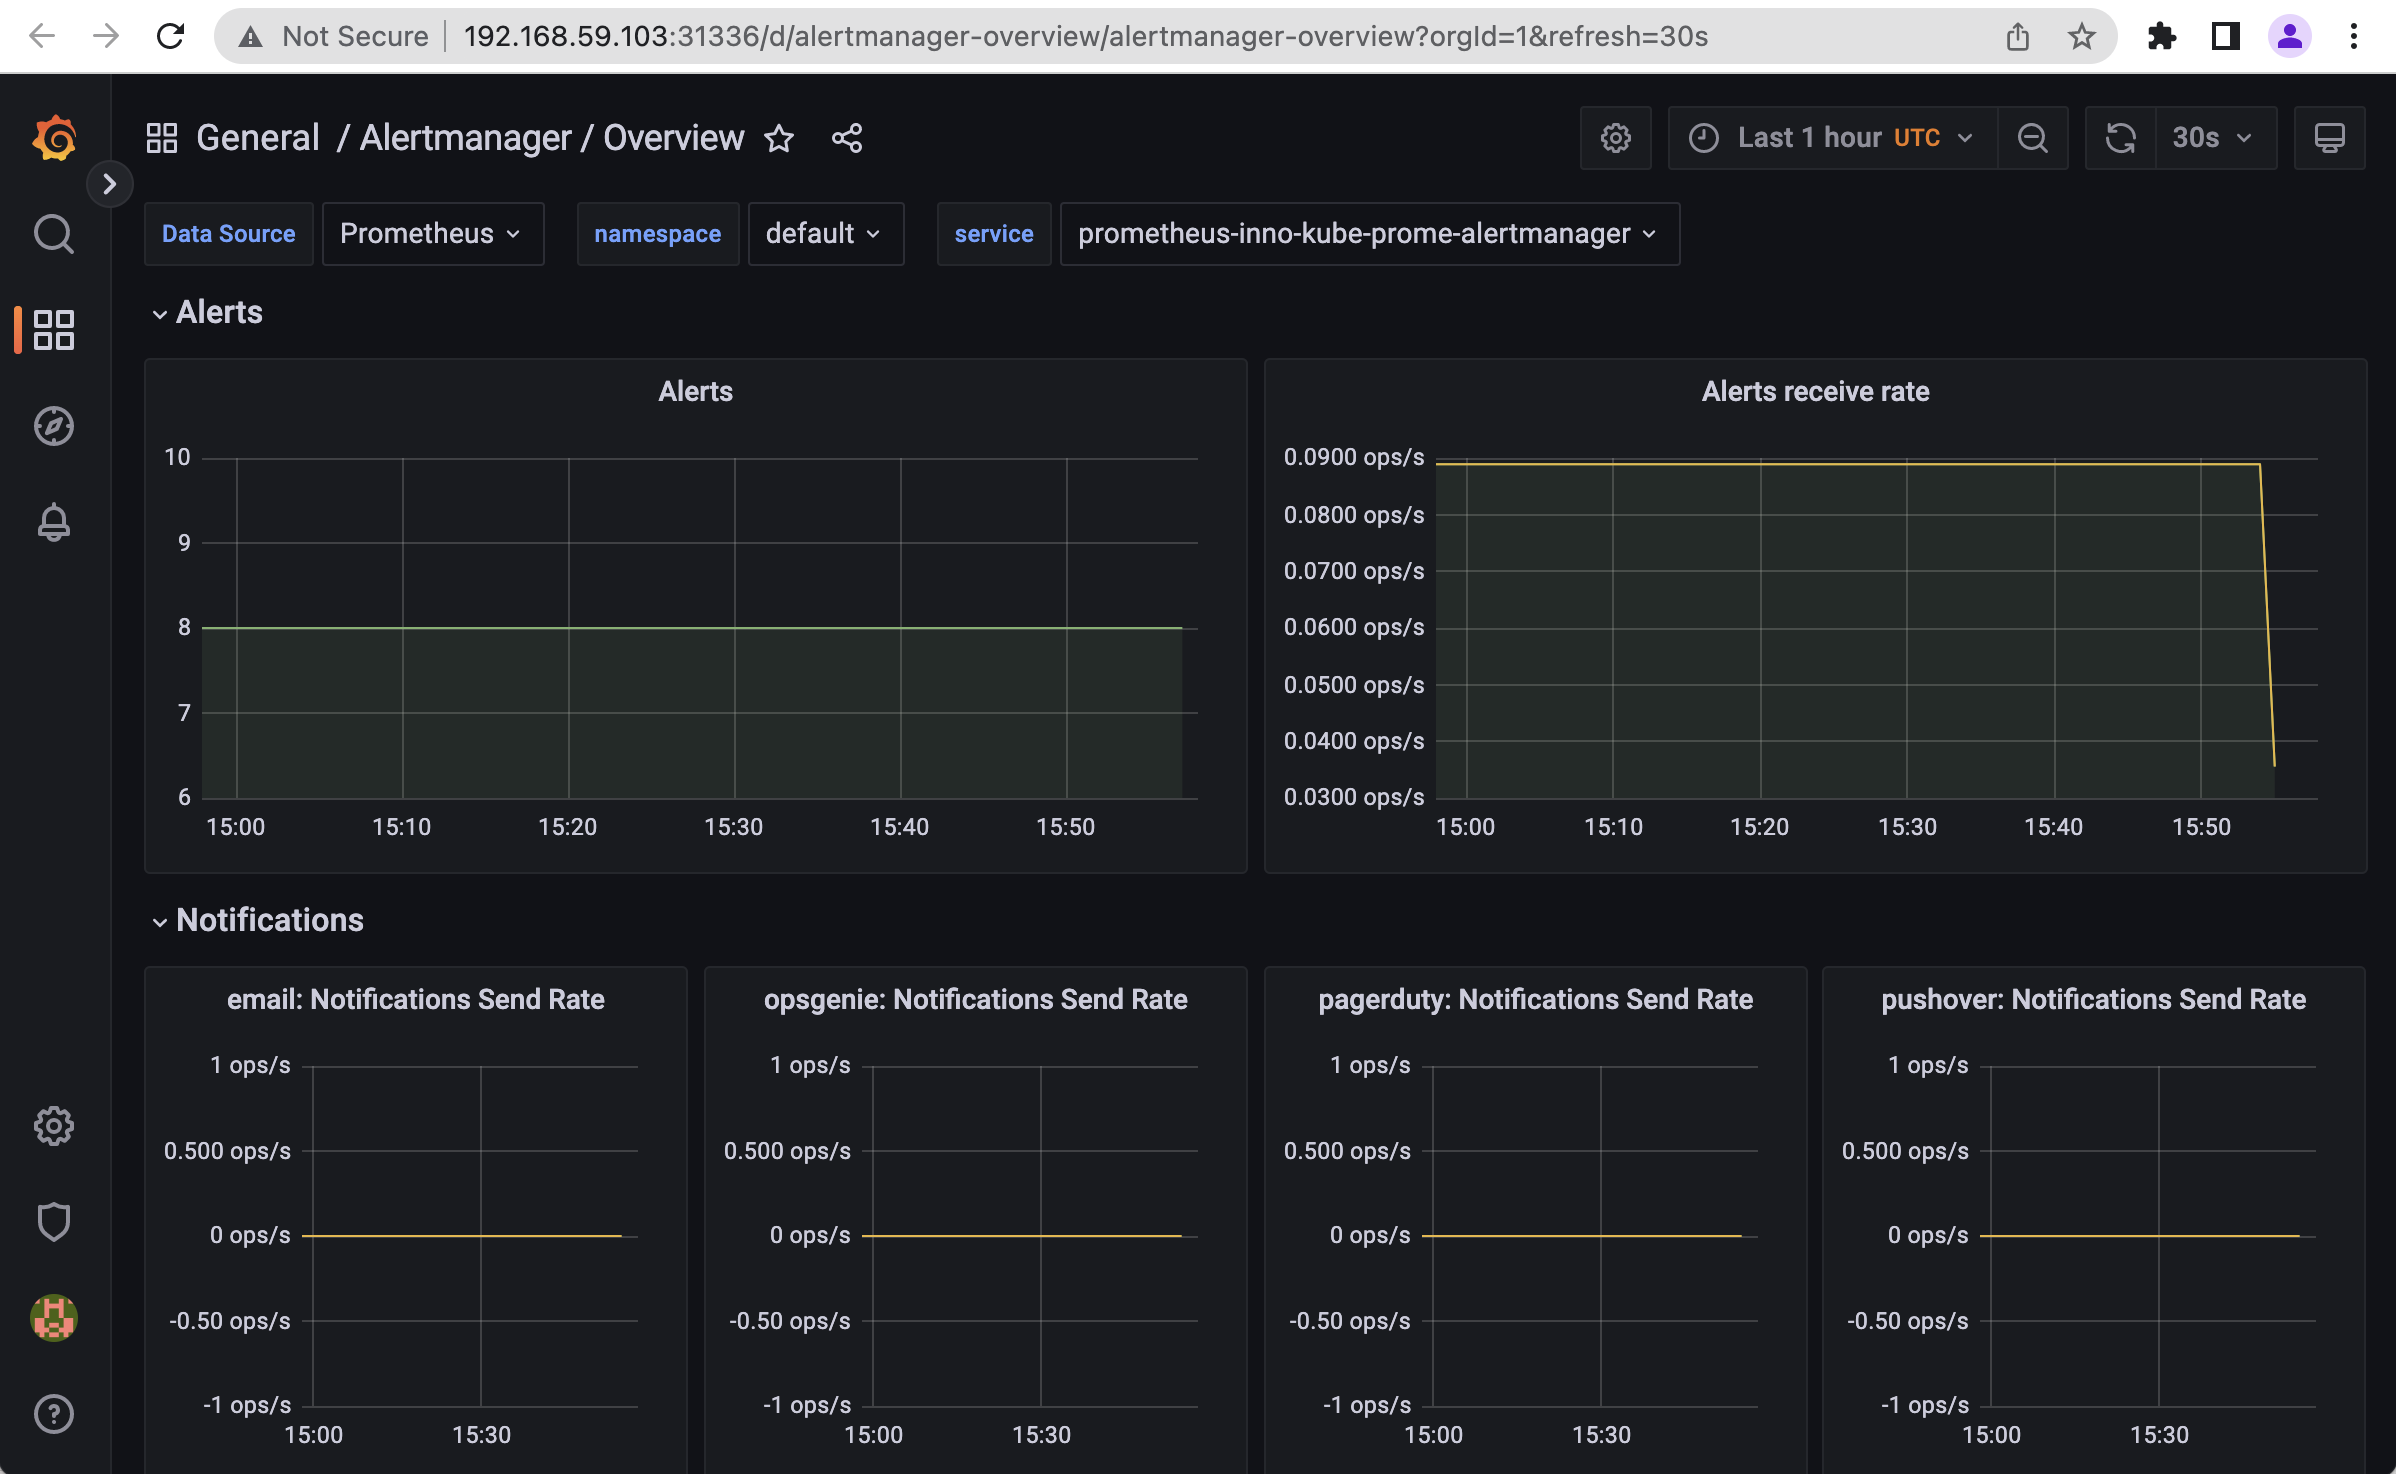 Not Secure 192.168.59.103:31336/d/alertmanager-overview/alertmanager-overview?orgId=1&refresh=30s
General / Alertmanager / Overview
Last 1 hour UTC
30s
Data Source Prometheus namespace default service prometheus-inno-kube-prome-alertmanager
Alerts
Alerts
10
9
8
7
6
15:00 15:10 15:20 15:30 15:40 15:50
Alerts receive rate
0.0900 ops/s
0.0800 ops/s
0.0700 ops/s
0.0600 ops/s
0.0500 ops/s
0.0400 ops/s
0.0300 ops/s
15:00 15:10 15:20 15:30 15:40 15:50
Notifications
email: Notifications Send Rate
1 ops/s
0.500 ops/s
0 ops/s
-0.50 ops/s
-1 ops/s
15:00 15:30
opsgenie: Notifications Send Rate
1 ops/s
0.500 ops/s
0 ops/s
-0.50 ops/s
-1 ops/s
15:00 15:30
pagerduty: Notifications Send Rate
1 ops/s
0.500 ops/s
0 ops/s
-0.50 ops/s
-1 ops/s
15:00 15:30
pushover: Notifications Send Rate
1 ops/s
0.500 ops/s
0 ops/s
-0.50 ops/s
-1 ops/s
15:00 15:30